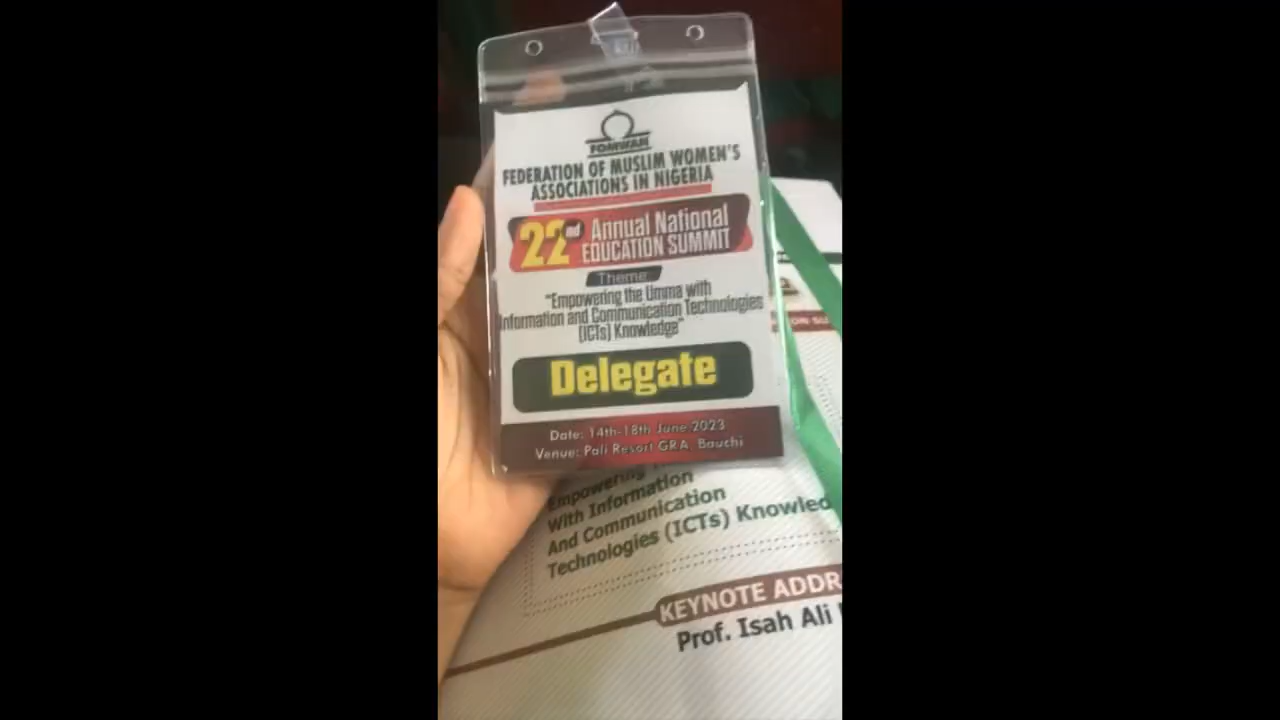 FOMWAN
FEDERATION OF MUSLIM WOMEN'S
ASSOCIATIONS IN NIGERIA
22nd Annual National
EDUCATION SUMMIT
Theme:
"Empowering the Umma with
Information and Communication Technologies
(ICTs) Knowledge"
Delegate
Date: 14th-18th June 2023
Venue: Pali Resort GRA, Bauchi
Empowering
With Information
And Communication
Technologies (ICTs) Knowled
KEYNOTE ADDR
Prof. Isah Ali